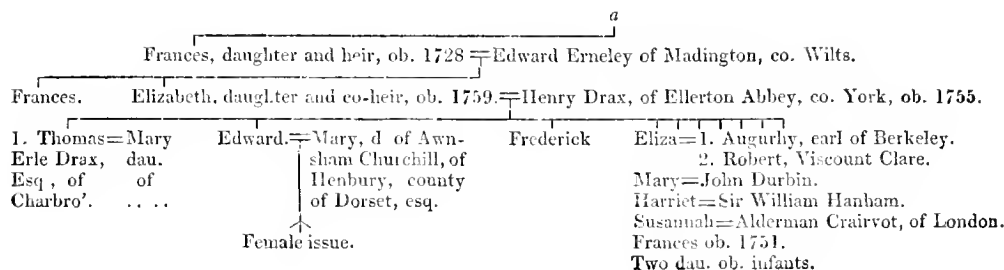 a
Frances, daughter and heir, ob. 1728 = Edward Erneley of Madington, co. Wilts.
Frances. Elizabeth, daughter and co-heir, ob. 1759. = Henry Drax, of Ellerton Abbey, co. York, ob. 1755.
1. Thomas = Mary Edward. = Mary, d of Awn- Frederick Eliza = 1. Augurhy, earl of Berkeley.
Erle Drax, dau. sham Churchill, of 2. Robert, Viscount Clare.
Esq, of of Henbury, county Mary = John Durbin.
Charbro'. .... of Dorset, esq. Harriet = Sir William Hanham.
Susannah = Alderman Crairvot, of London.
Female issue. Frances ob. 1751.
Two dau. ob. infants.